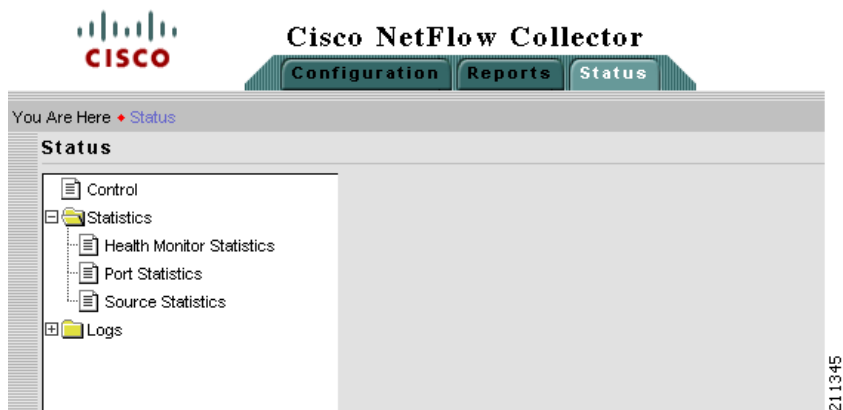 CISCO
Cisco NetFlow Collector
Configuration Reports Status
You Are Here Status
Status
Control
Statistics
Health Monitor Statistics
Port Statistics
Source Statistics
Logs
211345